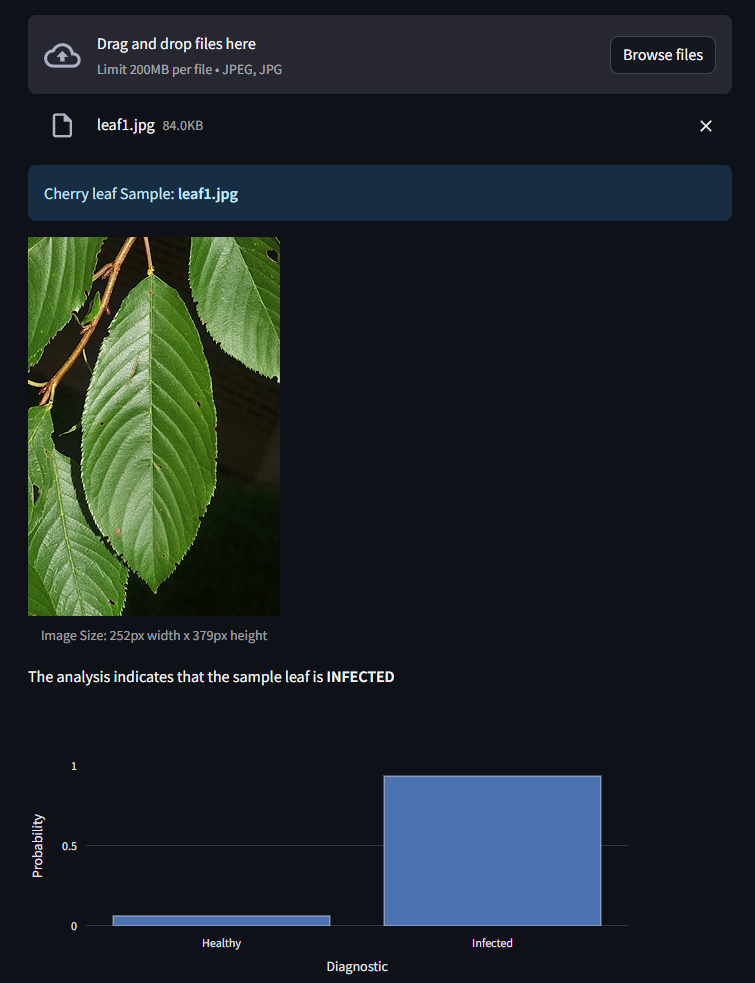 Drag and drop files here
Limit 200MB per file • JPEG, JPG
Browse files
leaf1.jpg 84.0KB
Cherry leaf Sample: leaf1.jpg
Image Size: 252px width x 379px height
The analysis indicates that the sample leaf is INFECTED
1
0.5
0
Probability
Healthy
Infected
Diagnostic